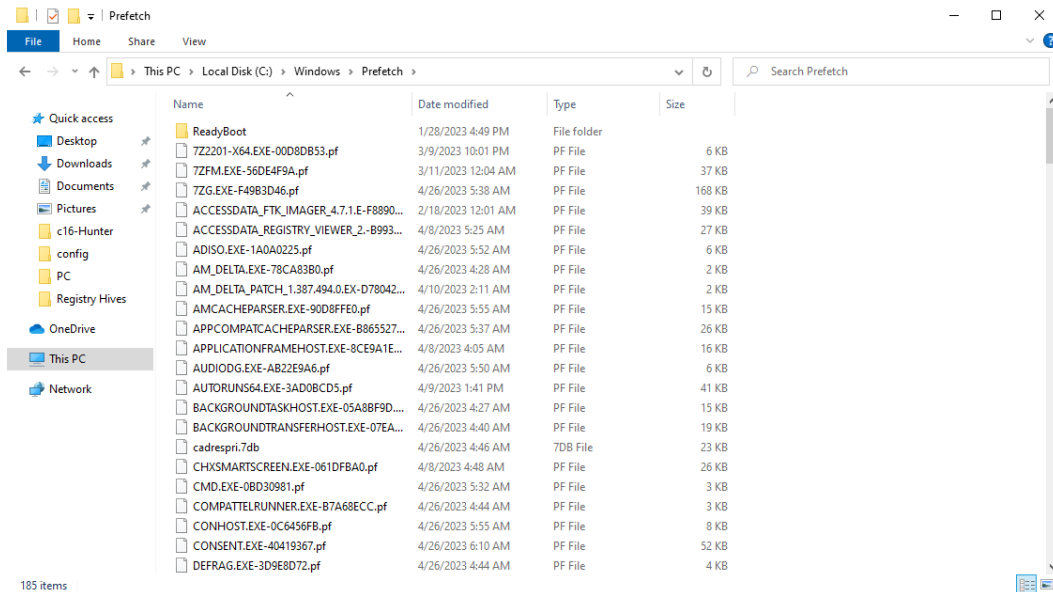 Prefetch
File Home Share View
This PC Local Disk (C:) Windows Prefetch Search Prefetch
Quick access
Desktop
Downloads
Documents
Pictures
c16-Hunter
config
PC
Registry Hives
OneDrive
This PC
Network
Name Date modified Type Size
ReadyBoot 1/28/2023 4:49 PM File folder
7Z2201-X64.EXE-00D8DB53.pf 3/9/2023 10:01 PM PF File 6 KB
7ZFM.EXE-56DE4F9A.pf 3/11/2023 12:04 AM PF File 37 KB
7ZG.EXE-F49B3D46.pf 4/26/2023 5:38 AM PF File 168 KB
ACCESSDATA_FTK_IMAGER_4.7.1.E-F8890... 2/18/2023 12:01 AM PF File 39 KB
ACCESSDATA_REGISTRY_VIEWER_2.-B993... 4/8/2023 5:25 AM PF File 27 KB
ADISO.EXE-1A0A0225.pf 4/26/2023 5:52 AM PF File 6 KB
AM_DELTA.EXE-78CA83B0.pf 4/26/2023 4:28 AM PF File 2 KB
AM_DELTA_PATCH_1.387.494.0.EX-D78042... 4/10/2023 2:11 AM PF File 2 KB
AMCACHEPARSER.EXE-90D8FFE0.pf 4/26/2023 5:55 AM PF File 15 KB
APPCOMPATCACHEPARSER.EXE-B865527... 4/26/2023 5:37 AM PF File 26 KB
APPLICATIONFRAMEHOST.EXE-8CE9A1E... 4/8/2023 4:05 AM PF File 16 KB
AUDIODG.EXE-AB22E9A6.pf 4/26/2023 5:50 AM PF File 6 KB
AUTORUNS64.EXE-3AD0BCD5.pf 4/9/2023 1:41 PM PF File 41 KB
BACKGROUNDTASKHOST.EXE-05A8BF9D.... 4/26/2023 4:27 AM PF File 15 KB
BACKGROUNDTRANSFERHOST.EXE-07EA... 4/26/2023 4:40 AM PF File 19 KB
cadrespri.7db 4/26/2023 4:46 AM 7DB File 23 KB
CHXSMARTSCREEN.EXE-061DFBA0.pf 4/8/2023 4:48 AM PF File 26 KB
CMD.EXE-0BD30981.pf 4/26/2023 5:32 AM PF File 3 KB
COMPATTELRUNNER.EXE-B7A68ECC.pf 4/26/2023 4:44 AM PF File 3 KB
CONHOST.EXE-0C6456FB.pf 4/26/2023 5:55 AM PF File 8 KB
CONSENT.EXE-40419367.pf 4/26/2023 6:10 AM PF File 52 KB
DEFRAG.EXE-3D9E8D72.pf 4/26/2023 4:44 AM PF File 4 KB
185 items